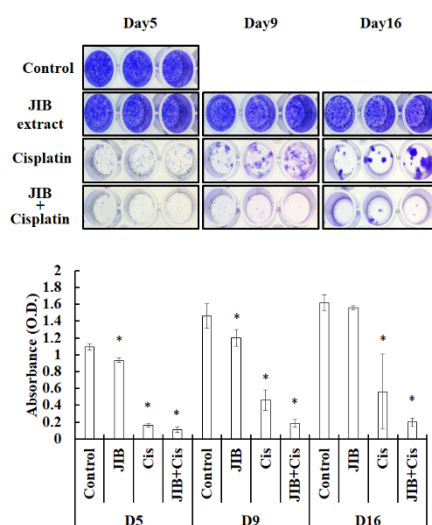 Day5 Day9 Day16
Control
JIB
extract
Cisplatin
JIB
+
Cisplatin
Absorbance (O.D.)
2
1.8
1.6
1.4
1.2
1
0.8
0.6
0.4
0.2
0
* * *
* * *
* *
Control JIB Cis JIB+Cis Control JIB Cis JIB+Cis Control JIB Cis JIB+Cis
D5 D9 D16